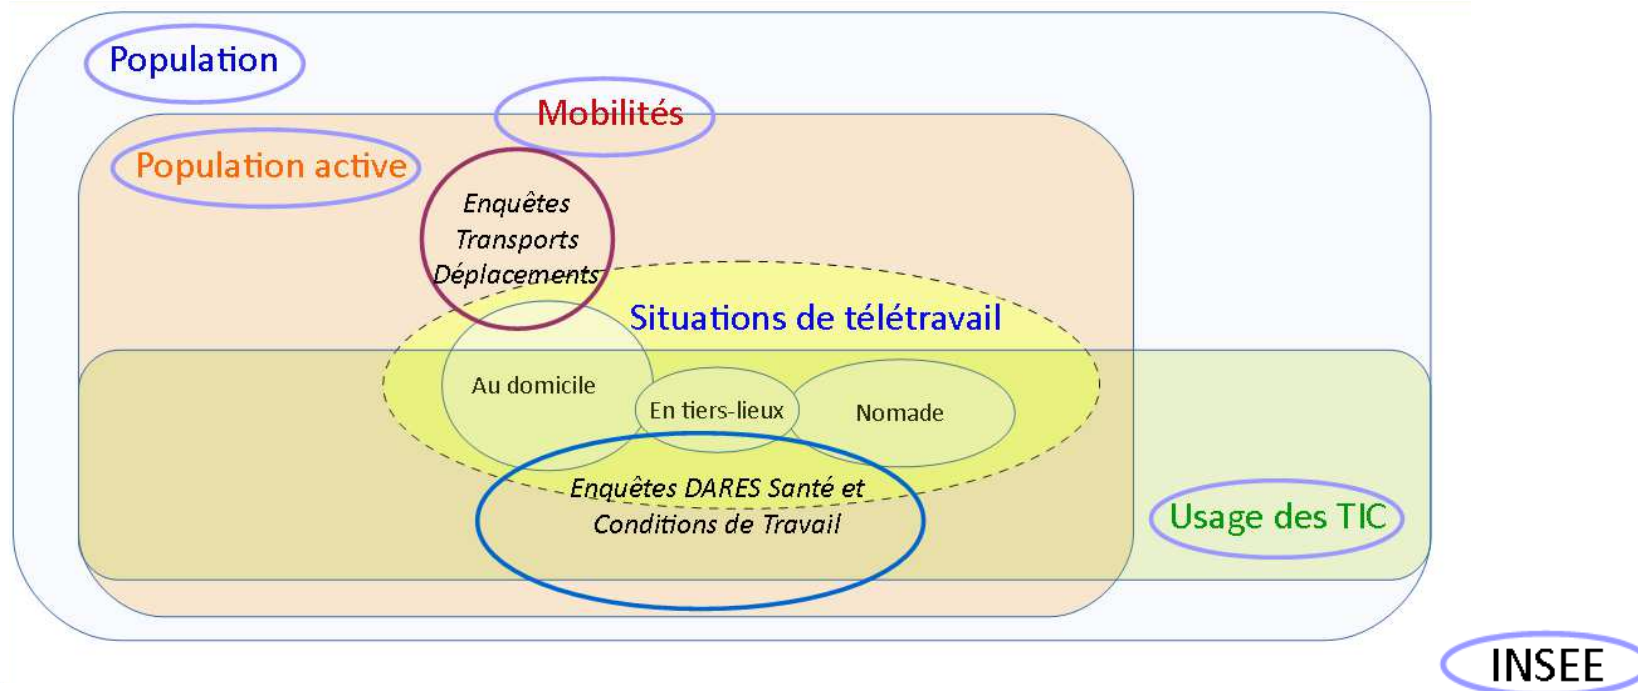 Population
Mobilités
Population active
Enquêtes
Transports
Déplacements
Situations de télétravail
Au domicile
En tiers-lieux
Nomade
Enquêtes DARES Santé et
Conditions de Travail
Usage des TIC
INSEE